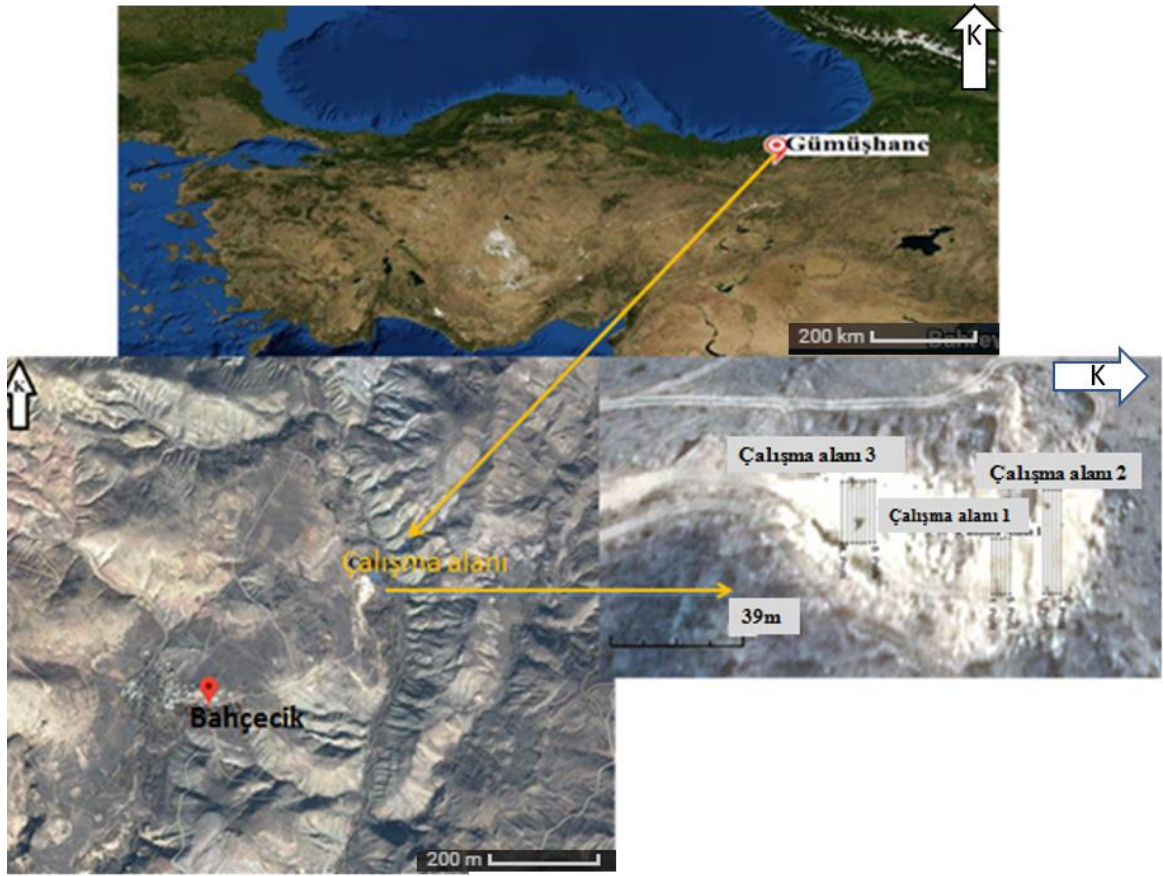 K
Gümüşhane
200 km
K
K
Çalışma alanı 3
Çalışma alanı 2
Çalışma alanı 1
Çalışma alanı
39m
Bahçecik
200 m